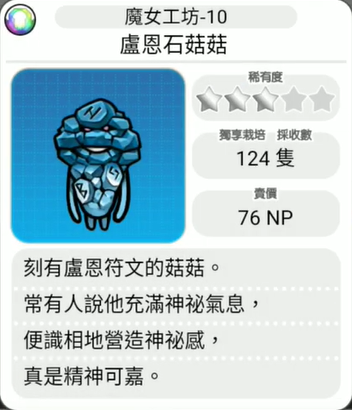 魔女工坊-10
盧恩石菇菇
稀有度
獨享栽培 採收數
124 隻
賣價
76 NP
刻有盧恩符文的菇菇。
常有人說他充滿神祕氣息，
便識相地營造神祕感，
真是精神可嘉。